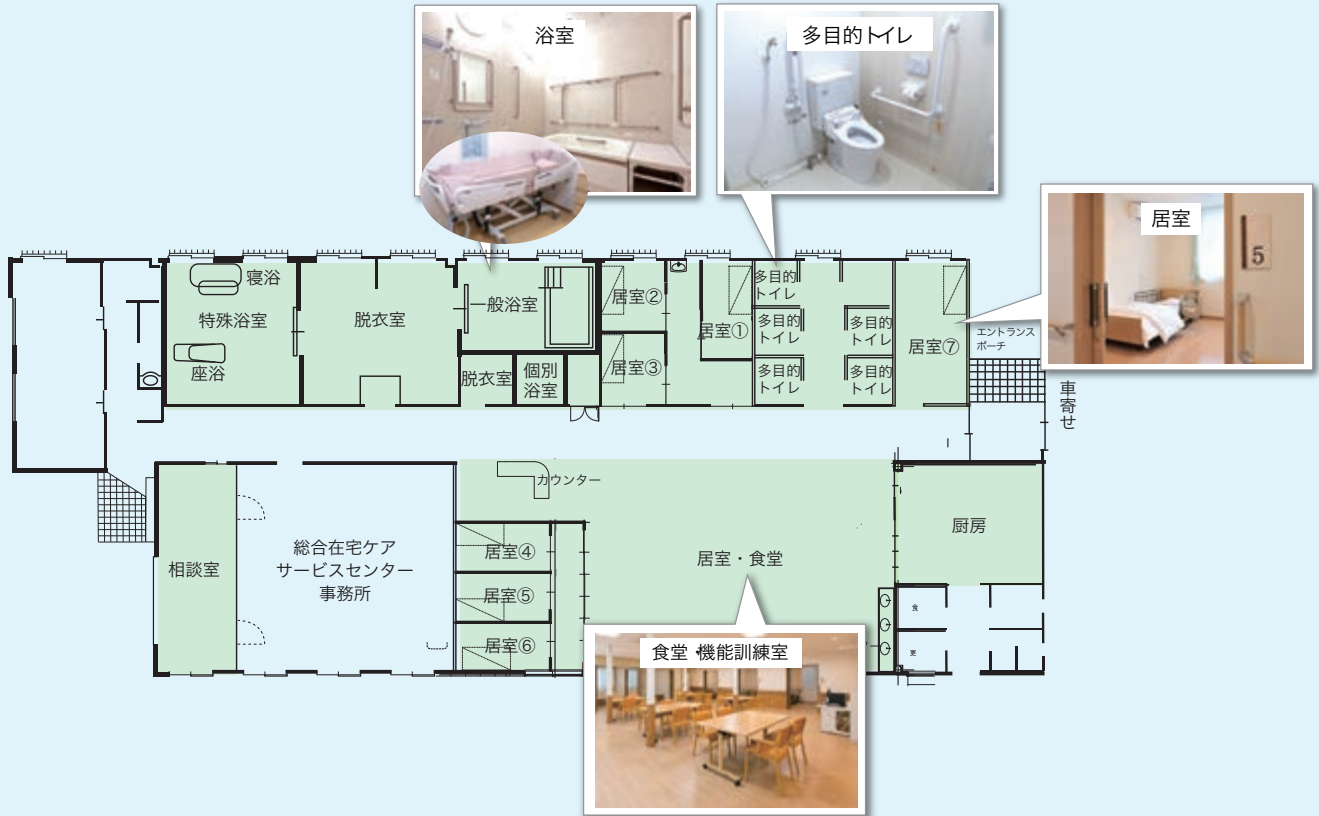 浴室
多目的トイレ
居室
5
寝浴
特殊浴室
座浴
脱衣室
一般浴室
脱衣室
個別
浴室
居室②
居室③
居室①
多目的
トイレ
多目的
トイレ
多目的
トイレ
多目的
トイレ
多目的
トイレ
居室⑦
エントランス
ポーチ
車寄せ
カウンター
相談室
総合在宅ケア
サービスセンター
事務所
居室④
居室⑤
居室⑥
居室・食堂
厨房
食
更
食堂・機能訓練室